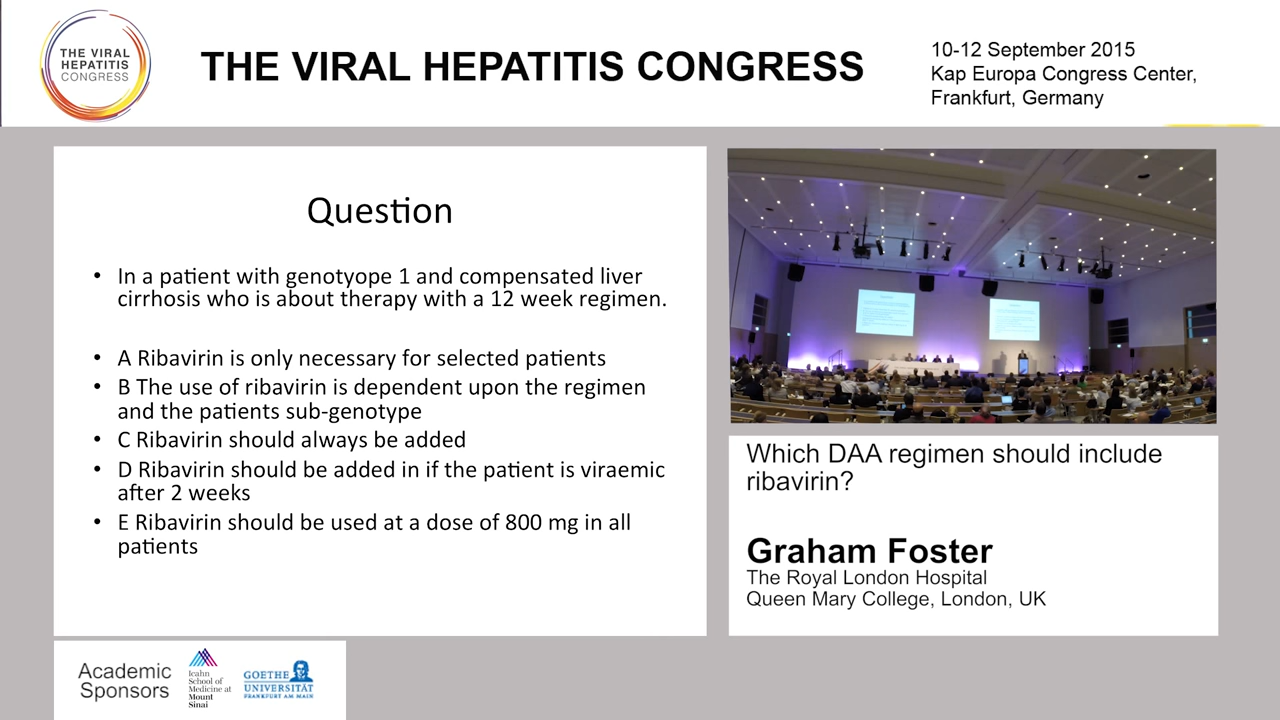 THE VIRAL
HEPATITIS
CONGRESS
THE VIRAL HEPATITIS CONGRESS
10-12 September 2015
Kap Europa Congress Center,
Frankfurt, Germany
Question
• In a patient with genotyope 1 and compensated liver
cirrhosis who is about therapy with a 12 week regimen.
• A Ribavirin is only necessary for selected patients
• B The use of ribavirin is dependent upon the regimen
and the patients sub-genotype
• C Ribavirin should always be added
• D Ribavirin should be added in if the patient is viraemic
after 2 weeks
• E Ribavirin should be used at a dose of 800 mg in all
patients
Which DAA regimen should include
ribavirin?
Graham Foster
The Royal London Hospital
Queen Mary College, London, UK
Academic
Sponsors
Icahn
School of
Medicine at
Mount
Sinai
GOETHE
UNIVERSITÄT
FRANKFURT AM MAIN